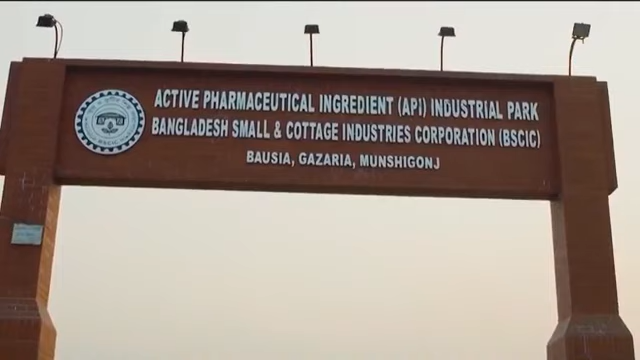 ACTIVE PHARMACEUTICAL INGREDIENT (API) INDUSTRIAL PARK
BANGLADESH SMALL & COTTAGE INDUSTRIES CORPORATION (BSCIC)
BAUSIA, GAZARIA, MUNSHIGONJ